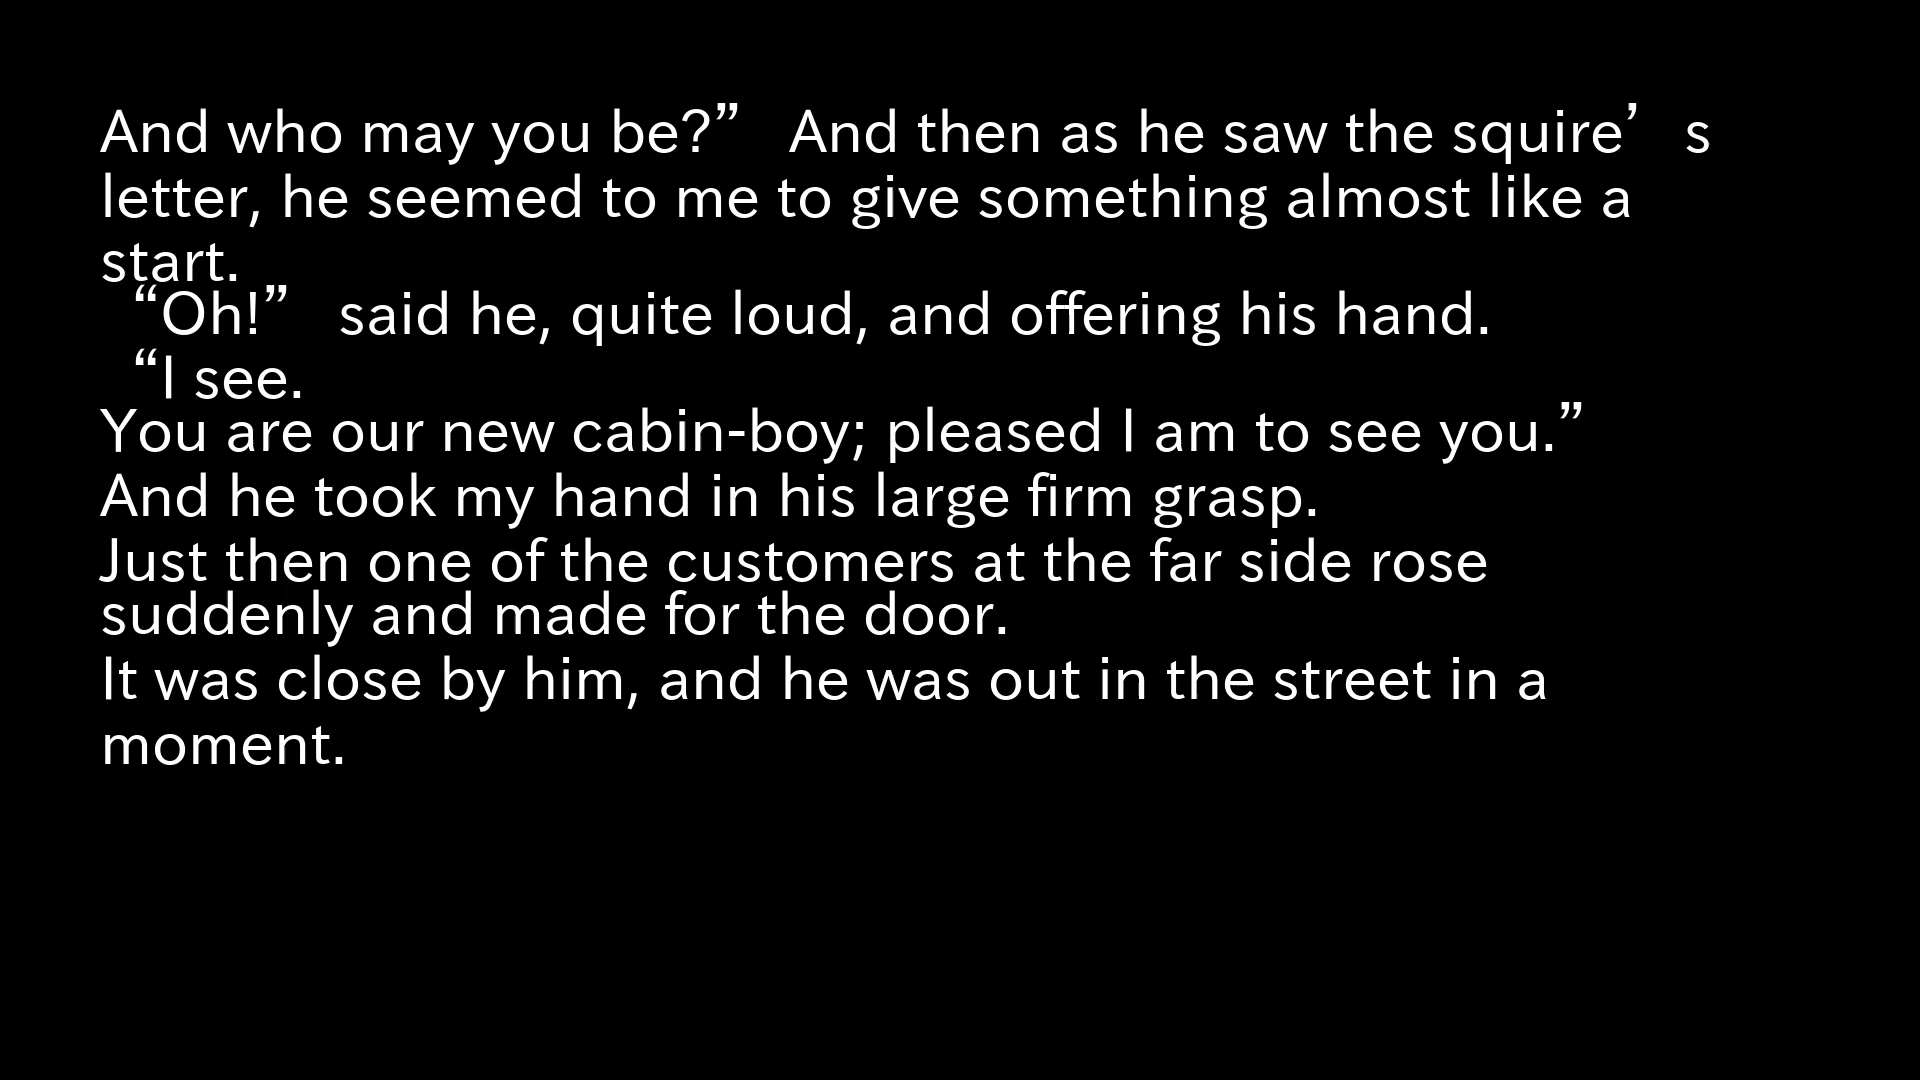 And who may you be?” And then as he saw the squire’s
letter, he seemed to me to give something almost like a
start.
“Oh!” said he, quite loud, and offering his hand.
“I see.
You are our new cabin-boy; pleased I am to see you.”
And he took my hand in his large firm grasp.
Just then one of the customers at the far side rose
suddenly and made for the door.
It was close by him, and he was out in the street in a
moment.